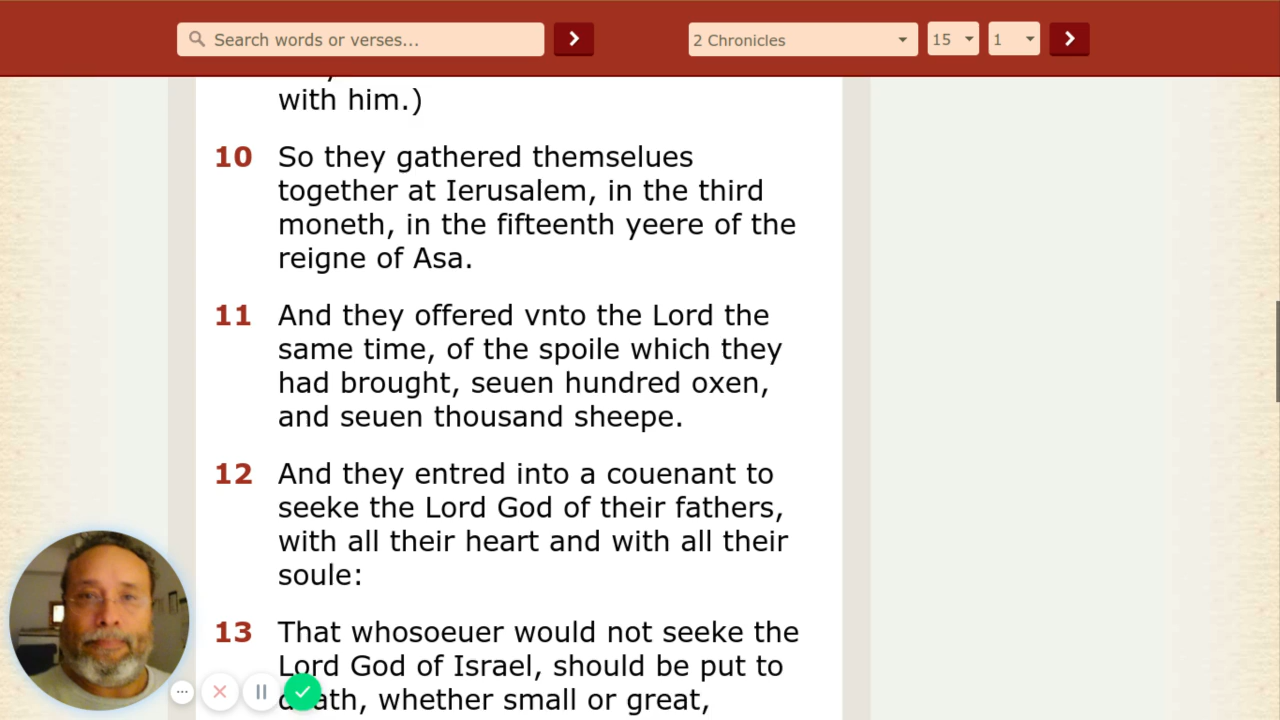 Search words or verses...
2 Chronicles
15
1
with him.)
10 So they gathered themselues
together at Ierusalem, in the third
moneth, in the fifteenth yeere of the
reigne of Asa.
11 And they offered vnto the Lord the
same time, of the spoile which they
had brought, seuen hundred oxen,
and seuen thousand sheepe.
12 And they entred into a couenant to
seeke the Lord God of their fathers,
with all their heart and with all their
soule:
13 That whosoeuer would not seeke the
Lord God of Israel, should be put to
death, whether small or great,